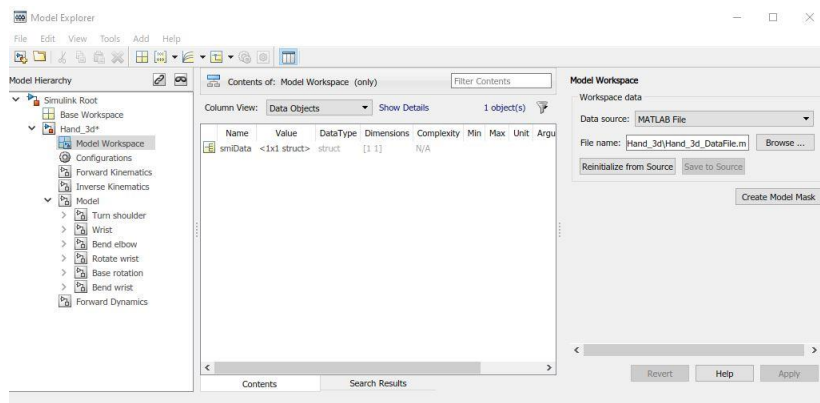 Model Explorer
File Edit View Tools Add Help
Model Hierarchy
Simulink Root
Base Workspace
Hand_3d*
Model Workspace
Configurations
Forward Kinematics
Inverse Kinematics
Model
Turn shoulder
Wrist
Bend elbow
Rotate wrist
Base rotation
Bend wrist
Forward Dynamics
Contents of: Model Workspace (only)
Filter Contents
Column View: Data Objects Show Details 1 object(s)
Name Value DataType Dimensions Complexity Min Max Unit Argu
smiData <1x1 struct> struct [1 1] N/A
Contents Search Results
Model Workspace
Workspace data
Data source: MATLAB File
File name: Hand_3d\Hand_3d_DataFile.m Browse ...
Reinitialize from Source Save to Source
Create Model Mask
Revert Help Apply